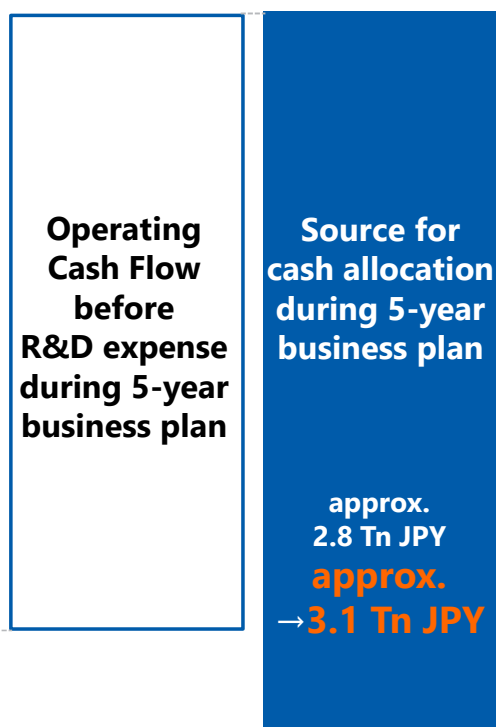 Operating
Cash Flow
before
R&D expense
during 5-year
business plan
Source for
cash allocation
during 5-year
business plan
approx.
2.8 Tn JPY
approx.
→3.1 Tn JPY